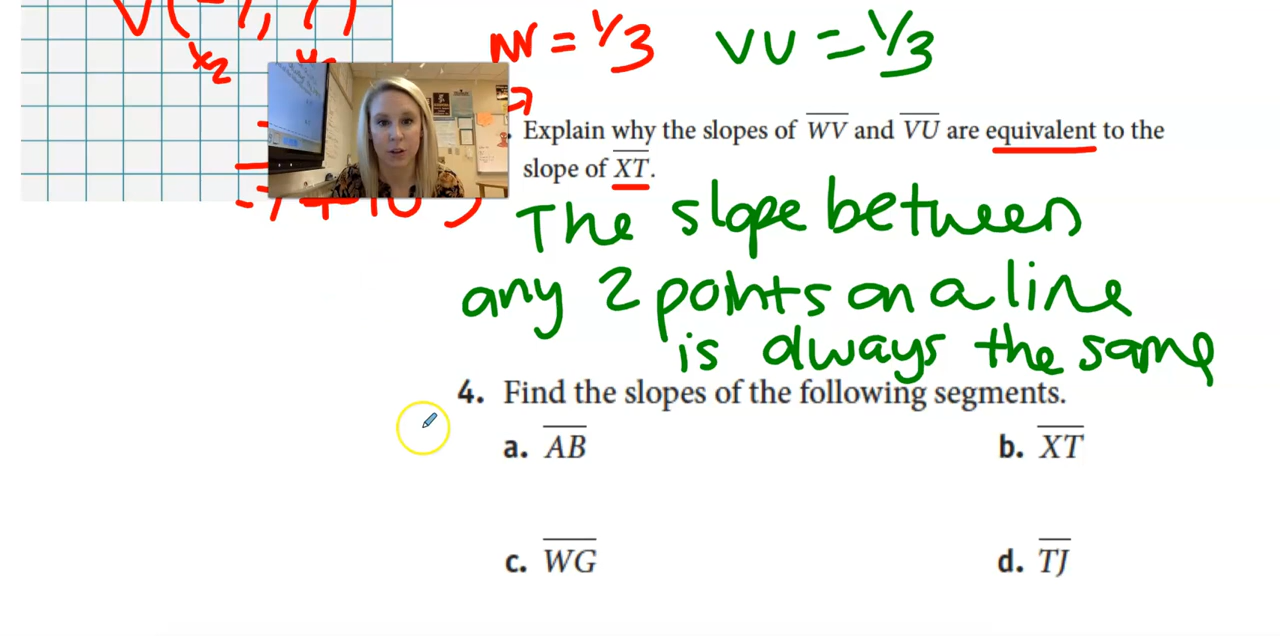 VU = 1/3
= 1/3
Explain why the slopes of WV and VU are equivalent to the
slope of XT.
The slope between
any 2 points on a line
is always the same
4. Find the slopes of the following segments.
a. AB
b. XT
c. WG
d. TJ